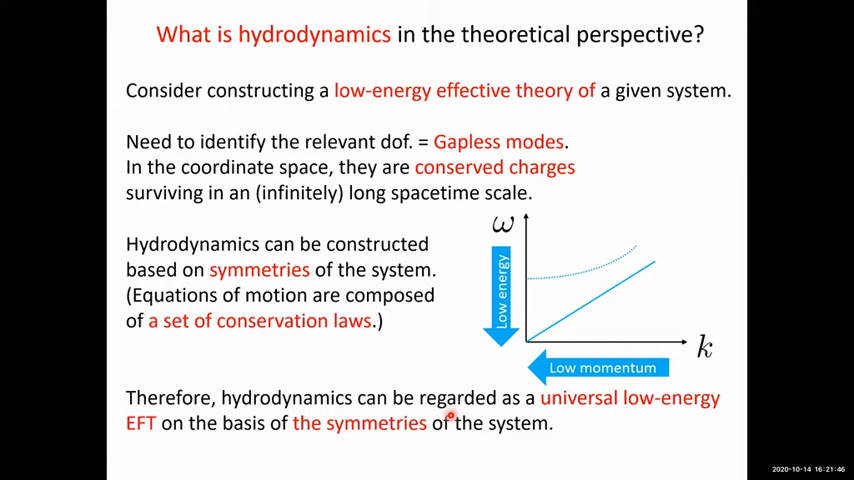 What is hydrodynamics in the theoretical perspective?
Consider constructing a low-energy effective theory of a given system.
Need to identify the relevant dof. = Gapless modes.
In the coordinate space, they are conserved charges
surviving in an (infinitely) long spacetime scale.
Hydrodynamics can be constructed
based on symmetries of the system.
(Equations of motion are composed
of a set of conservation laws.)
ω
Low energy
k
Low momentum
Therefore, hydrodynamics can be regarded as a universal low-energy
EFT on the basis of the symmetries of the system.
2020-10-14 16:21:46